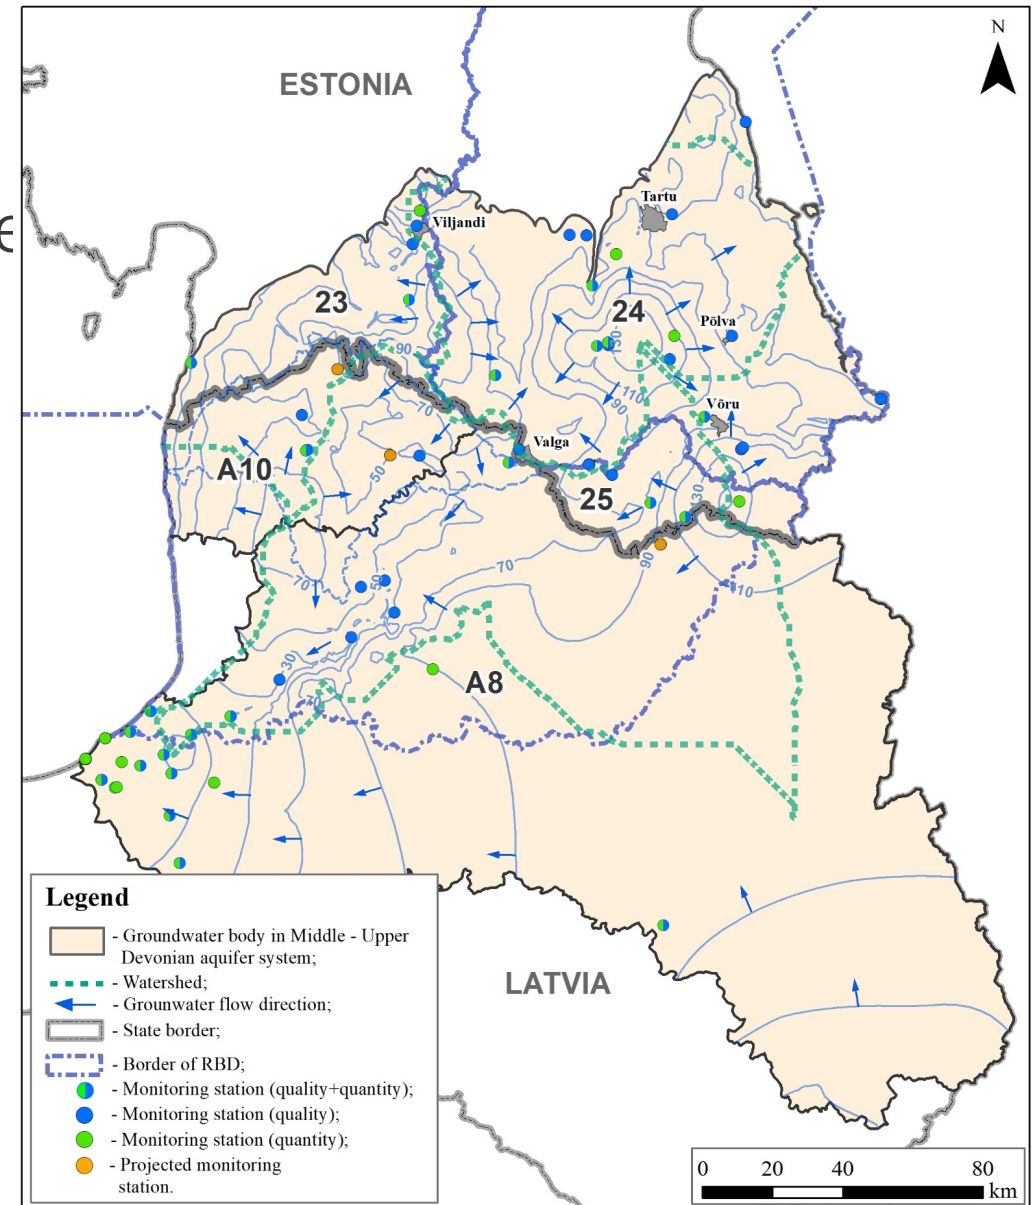 N
ESTONIA
e
Tartu
Viljandi
23
24
130
Põlva
90
110
90
70
Võru
Valga
A10
50
25
130
90
110
70
70
50
30
A8
70
LATVIA
Legend
- Groundwater body in Middle - Upper
Devonian aquifer system;
- Watershed;
- Grounwater flow direction;
- State border;
- Border of RBD;
- Monitoring station (quality+quantity);
- Monitoring station (quality);
- Monitoring station (quantity);
- Projected monitoring
station.
0 20 40 80
km